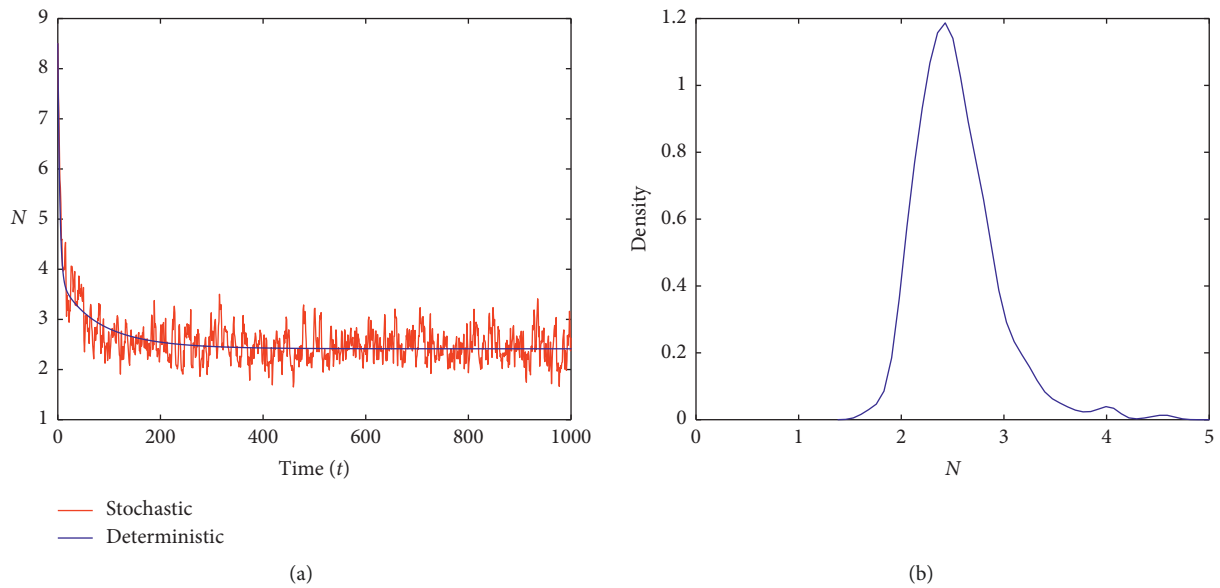 9
8
7
6
N 5
4
3
2
1
0 200 400 600 800 1000
Time (t)
Stochastic
Deterministic
(a)
1.2
1
0.8
Density
0.6
0.4
0.2
0
0 1 2 3 4 5
N
(b)